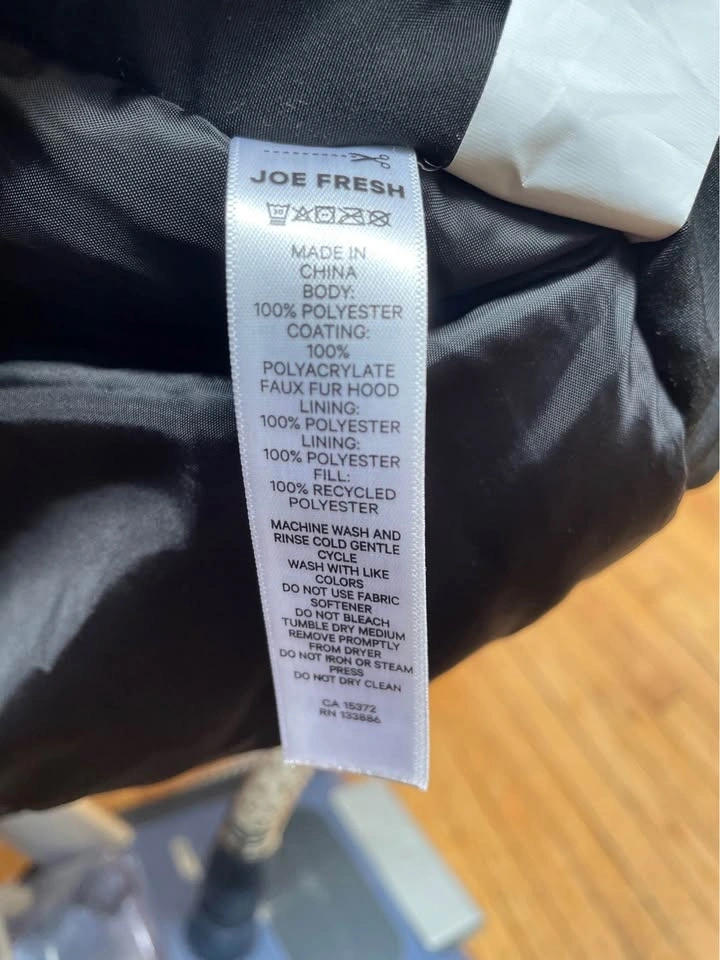 JOE FRESH
30
MADE IN
CHINA
BODY:
100% POLYESTER
COATING:
100%
POLYACRYLATE
FAUX FUR HOOD
LINING:
100% POLYESTER
LINING:
100% POLYESTER
FILL:
100% RECYCLED
POLYESTER
MACHINE WASH AND
RINSE COLD GENTLE
CYCLE
WASH WITH LIKE
COLORS
DO NOT USE FABRIC
SOFTENER
DO NOT BLEACH
TUMBLE DRY MEDIUM
REMOVE PROMPTLY
FROM DRYER
DO NOT IRON OR STEAM
PRESS
DO NOT DRY CLEAN
CA 15372
RN 133886